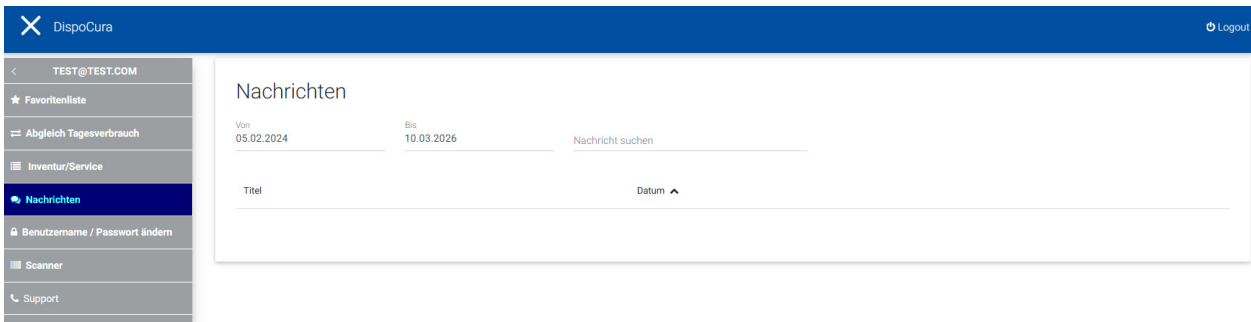 DispoCura
Logout
TEST@TEST.COM
Favoritenliste
Abgleich Tagesverbrauch
Inventur/Service
Nachrichten
Benutzername / Passwort ändern
Scanner
Support
Nachrichten
Von
Bis
05.02.2024
10.03.2026
Nachricht suchen
Titel
Datum